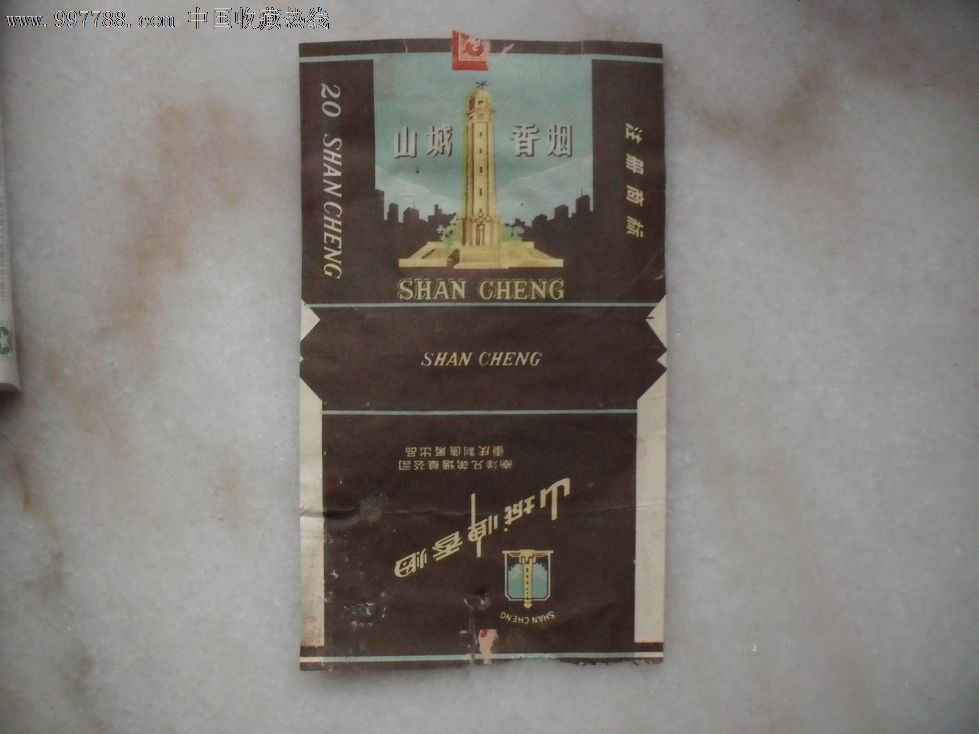 www.997788.com 中国收藏热线
20 SHANCHENG
山城 香烟
注册商标
SHAN CHENG
SHAN CHENG
南洋兄弟烟草公司
重庆制造厂出品
山城牌香烟
SHAN CHENG